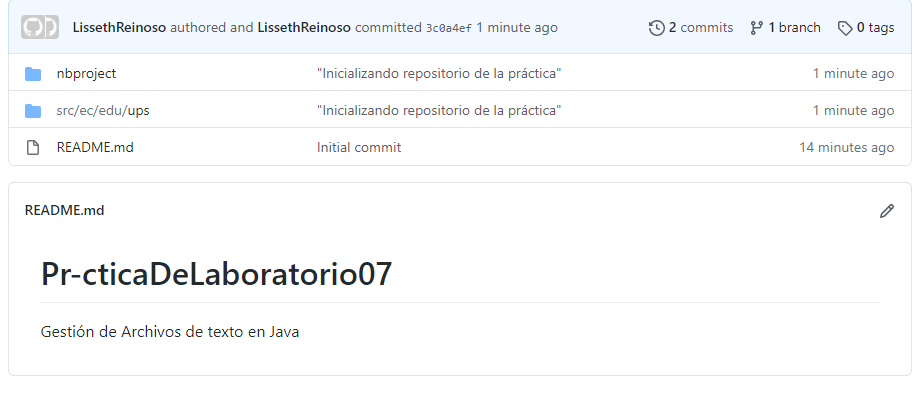 LissethReinoso authored and LissethReinoso committed 3c0a4ef 1 minute ago 2 commits 1 branch 0 tags
nbproject "Inicializando repositorio de la práctica" 1 minute ago
src/ec/edu/ups "Inicializando repositorio de la práctica" 1 minute ago
README.md Initial commit 14 minutes ago
README.md
Pr-cticaDeLaboratorio07
Gestión de Archivos de texto en Java